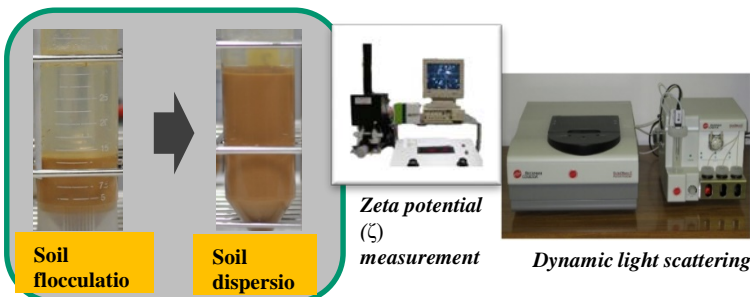 Soil
flocculatio
Soil
dispersio
Zeta potential
(ζ)
measurement
Dynamic light scattering